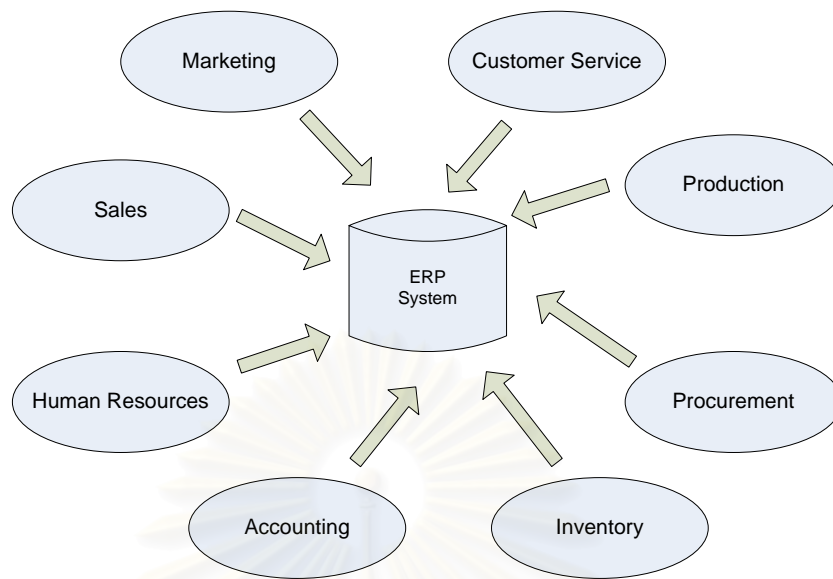 Marketing
Customer Service
Production
Sales
ERP
System
Human Resources
Procurement
Accounting
Inventory